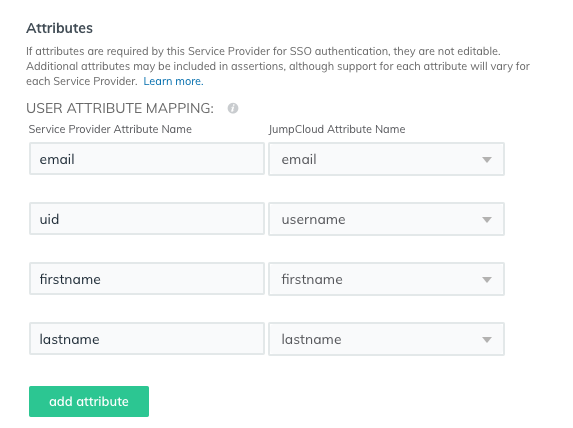 Attributes
If attributes are required by this Service Provider for SSO authentication, they are not editable.
Additional attributes may be included in assertions, although support for each attribute will vary for
each Service Provider. Learn more.
USER ATTRIBUTE MAPPING: i
Service Provider Attribute Name JumpCloud Attribute Name
email email
uid username
firstname firstname
lastname lastname
add attribute